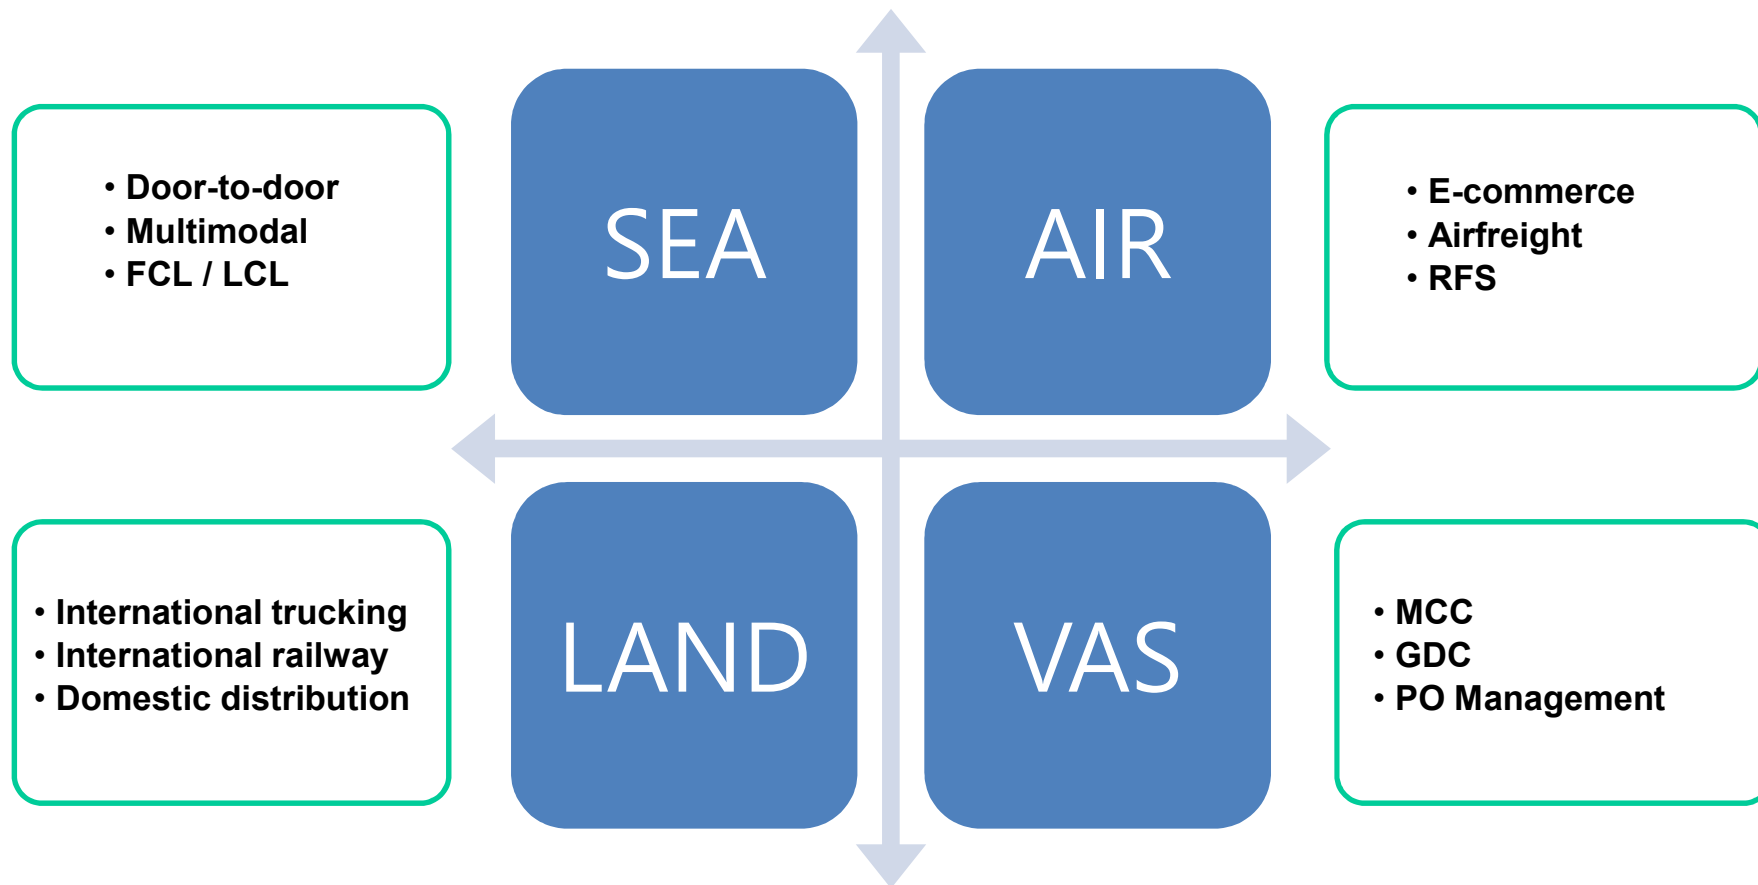 • Door-to-door
• Multimodal
• FCL / LCL
SEA
AIR
• E-commerce
• Airfreight
• RFS
• International trucking
• International railway
• Domestic distribution
LAND
VAS
• MCC
• GDC
• PO Management